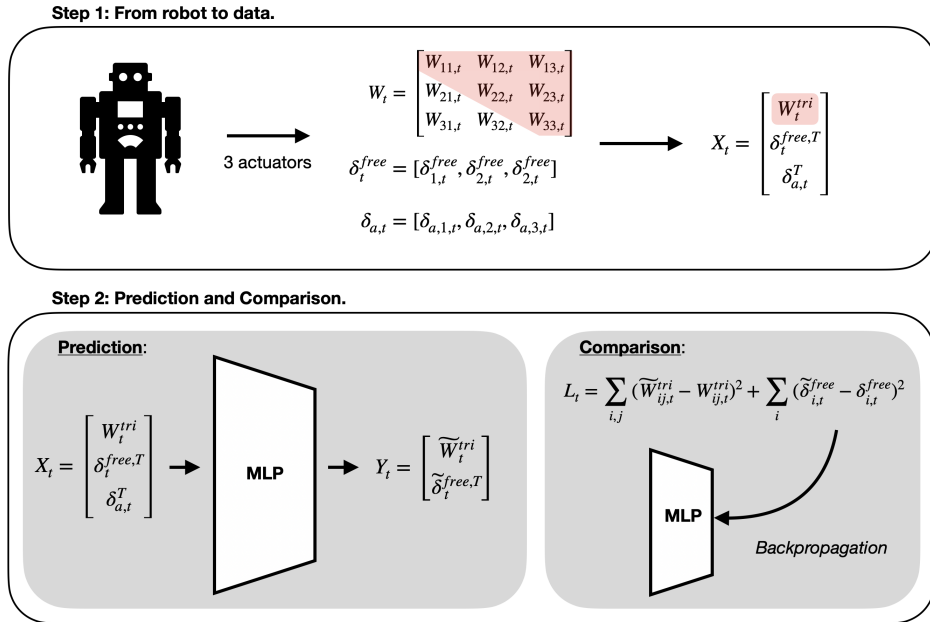 Step 1: From robot to data.
3 actuators
W_t = [W_{11,t} W_{12,t} W_{13,t}
W_{21,t} W_{22,t} W_{23,t}
W_{31,t} W_{32,t} W_{33,t}]
δ_t^{free} = [δ_{1,t}^{free}, δ_{2,t}^{free}, δ_{2,t}^{free}]
δ_{a,t} = [δ_{a,1,t}, δ_{a,2,t}, δ_{a,3,t}]
X_t = [W_t^{tri}
δ_t^{free,T}
δ_{a,t}^T]
Step 2: Prediction and Comparison.
Prediction:
X_t = [W_t^{tri}
δ_t^{free,T}
δ_{a,t}^T]
MLP
Y_t = [W̃_t^{tri}
δ̃_t^{free,T}]
Comparison:
L_t = ∑_{i,j} (W̃_{ij,t}^{tri} − W_{ij,t}^{tri})² + ∑_i (δ̃_{i,t}^{free} − δ_{i,t}^{free})²
MLP
Backpropagation